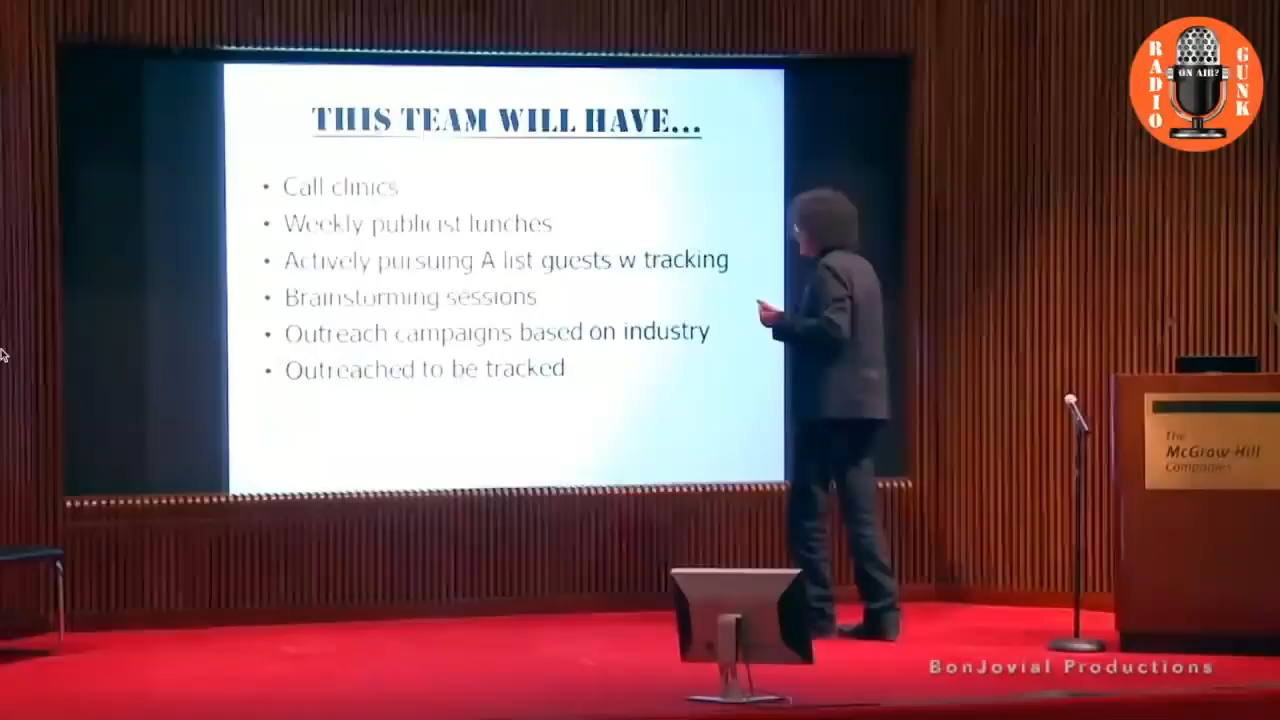 THIS TEAM WILL HAVE...
• Call clinics
• Weekly publicist lunches
• Actively pursuing A list guests w tracking
• Brainstorming sessions
• Outreach campaigns based on industry
• Outreached to be tracked
RADIO
ON AIR?
GUNK
The
McGraw-Hill
Companies
BonJovial Productions